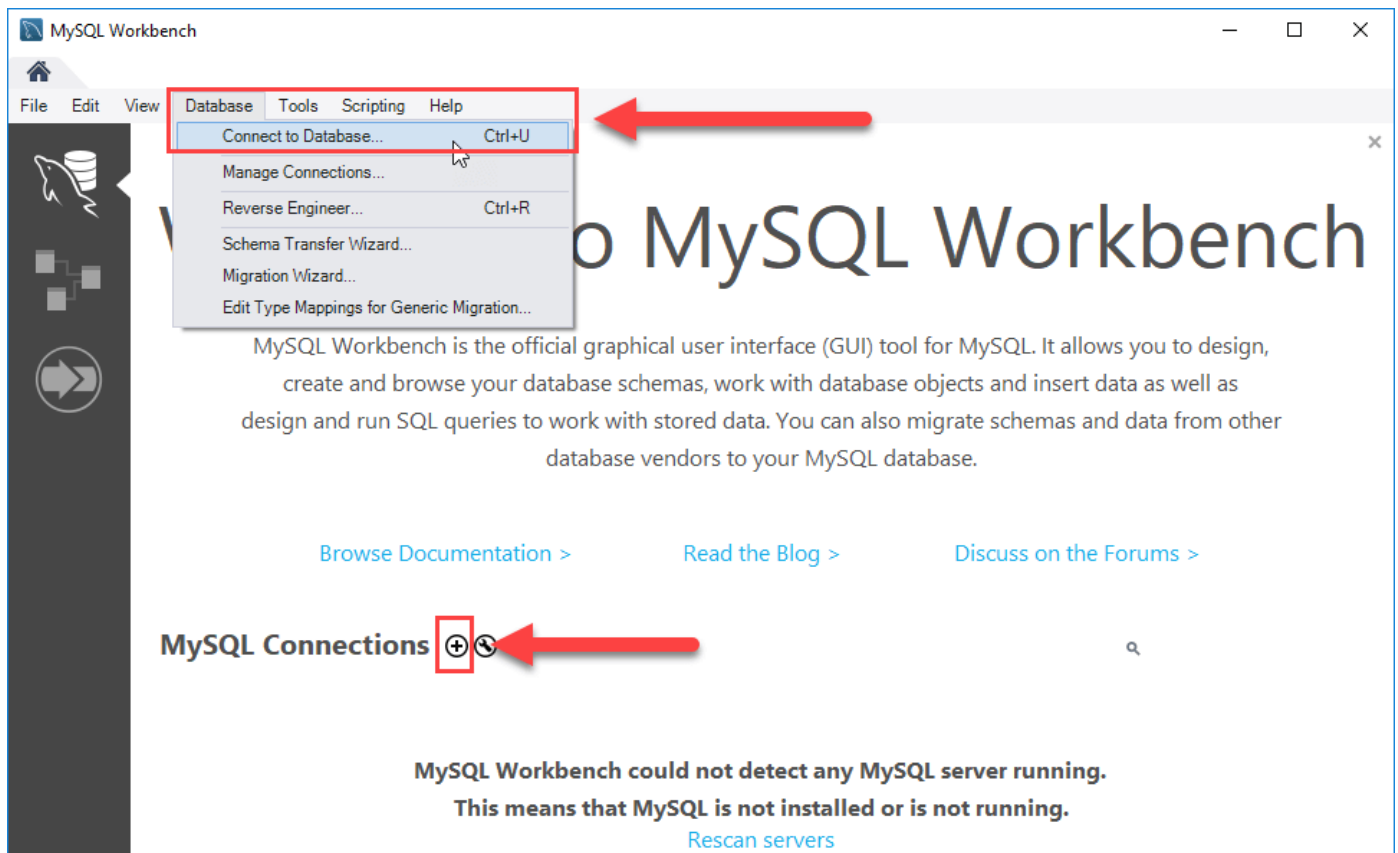 MySQL Workbench
File Edit View Database Tools Scripting Help
Connect to Database... Ctrl+U
Manage Connections...
Reverse Engineer... Ctrl+R
Schema Transfer Wizard...
Migration Wizard...
Edit Type Mappings for Generic Migration...
o MySQL Workbench
MySQL Workbench is the official graphical user interface (GUI) tool for MySQL. It allows you to design,
create and browse your database schemas, work with database objects and insert data as well as
design and run SQL queries to work with stored data. You can also migrate schemas and data from other
database vendors to your MySQL database.
Browse Documentation > Read the Blog > Discuss on the Forums >
MySQL Connections
MySQL Workbench could not detect any MySQL server running.
This means that MySQL is not installed or is not running.
Rescan servers